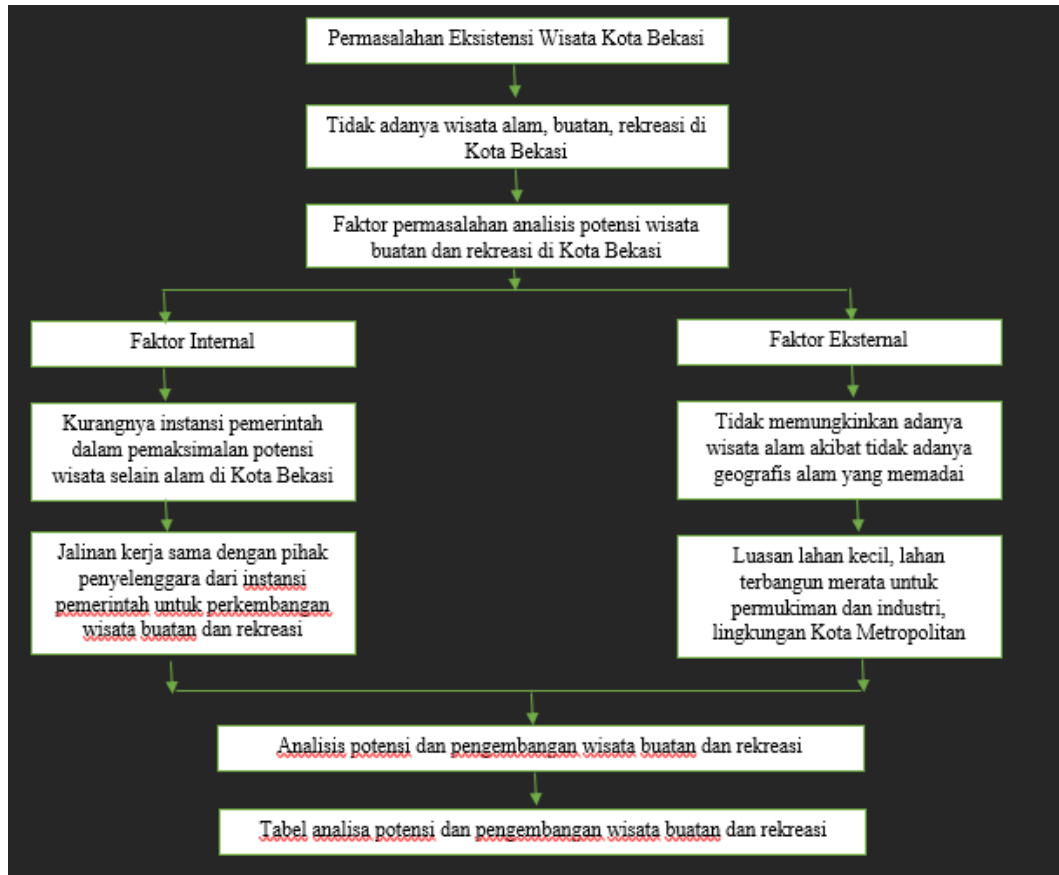 Permasalahan Eksistensi Wisata Kota Bekasi
Tidak adanya wisata alam, buatan, rekreasi di
Kota Bekasi
Faktor permasalahan analisis potensi wisata
buatan dan rekreasi di Kota Bekasi
Faktor Internal
Kurangnya instansi pemerintah
dalam pemaksimalan potensi
wisata selain alam di Kota Bekasi
Jalinan kerja sama dengan pihak
penyelenggara dari instansi
pemerintah untuk perkembangan
wisata buatan dan rekreasi
Faktor Eksternal
Tidak memungkinkan adanya
wisata alam akibat tidak adanya
geografis alam yang memadai
Luasan lahan kecil, lahan
terbangun merata untuk
permukiman dan industri,
lingkungan Kota Metropolitan
Analisis potensi dan pengembangan wisata buatan dan rekreasi
Tabel analisa potensi dan pengembangan wisata buatan dan rekreasi